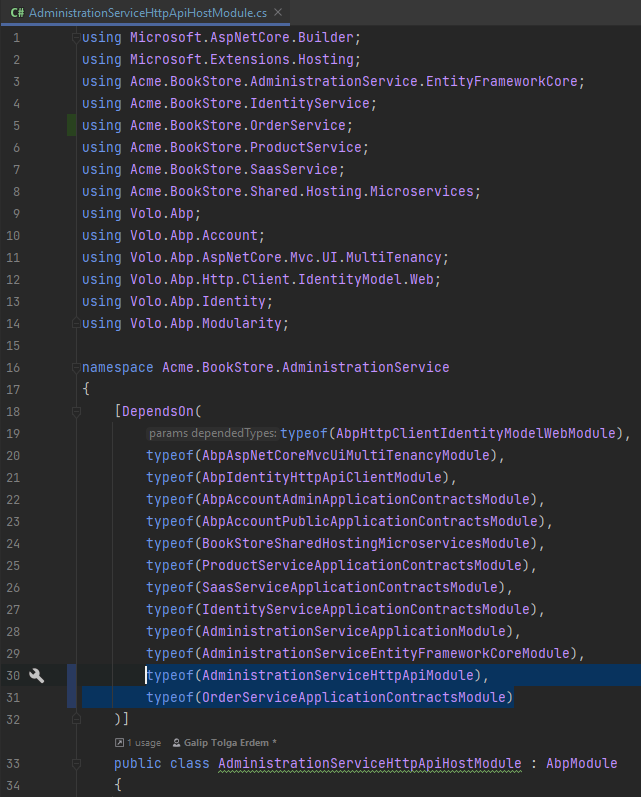 C# AdministrationServiceHttpApiHostModule.cs ×
1 using Microsoft.AspNetCore.Builder;
2 using Microsoft.Extensions.Hosting;
3 using Acme.BookStore.AdministrationService.EntityFrameworkCore;
4 using Acme.BookStore.IdentityService;
5 using Acme.BookStore.OrderService;
6 using Acme.BookStore.ProductService;
7 using Acme.BookStore.SaasService;
8 using Acme.BookStore.Shared.Hosting.Microservices;
9 using Volo.Abp;
10 using Volo.Abp.Account;
11 using Volo.Abp.AspNetCore.Mvc.UI.MultiTenancy;
12 using Volo.Abp.Http.Client.IdentityModel.Web;
13 using Volo.Abp.Identity;
14 using Volo.Abp.Modularity;
15
16 namespace Acme.BookStore.AdministrationService
17 {
18 [DependsOn(
19 params dependedTypes: typeof(AbpHttpClientIdentityModelWebModule),
20 typeof(AbpAspNetCoreMvcUiMultiTenancyModule),
21 typeof(AbpIdentityHttpApiClientModule),
22 typeof(AbpAccountAdminApplicationContractsModule),
23 typeof(AbpAccountPublicApplicationContractsModule),
24 typeof(BookStoreSharedHostingMicroservicesModule),
25 typeof(ProductServiceApplicationContractsModule),
26 typeof(SaasServiceApplicationContractsModule),
27 typeof(IdentityServiceApplicationContractsModule),
28 typeof(AdministrationServiceApplicationModule),
29 typeof(AdministrationServiceEntityFrameworkCoreModule),
30 typeof(AdministrationServiceHttpApiModule),
31 typeof(OrderServiceApplicationContractsModule)
32 )]
1 usage Galip Tolga Erdem *
33 public class AdministrationServiceHttpApiHostModule : AbpModule
34 {